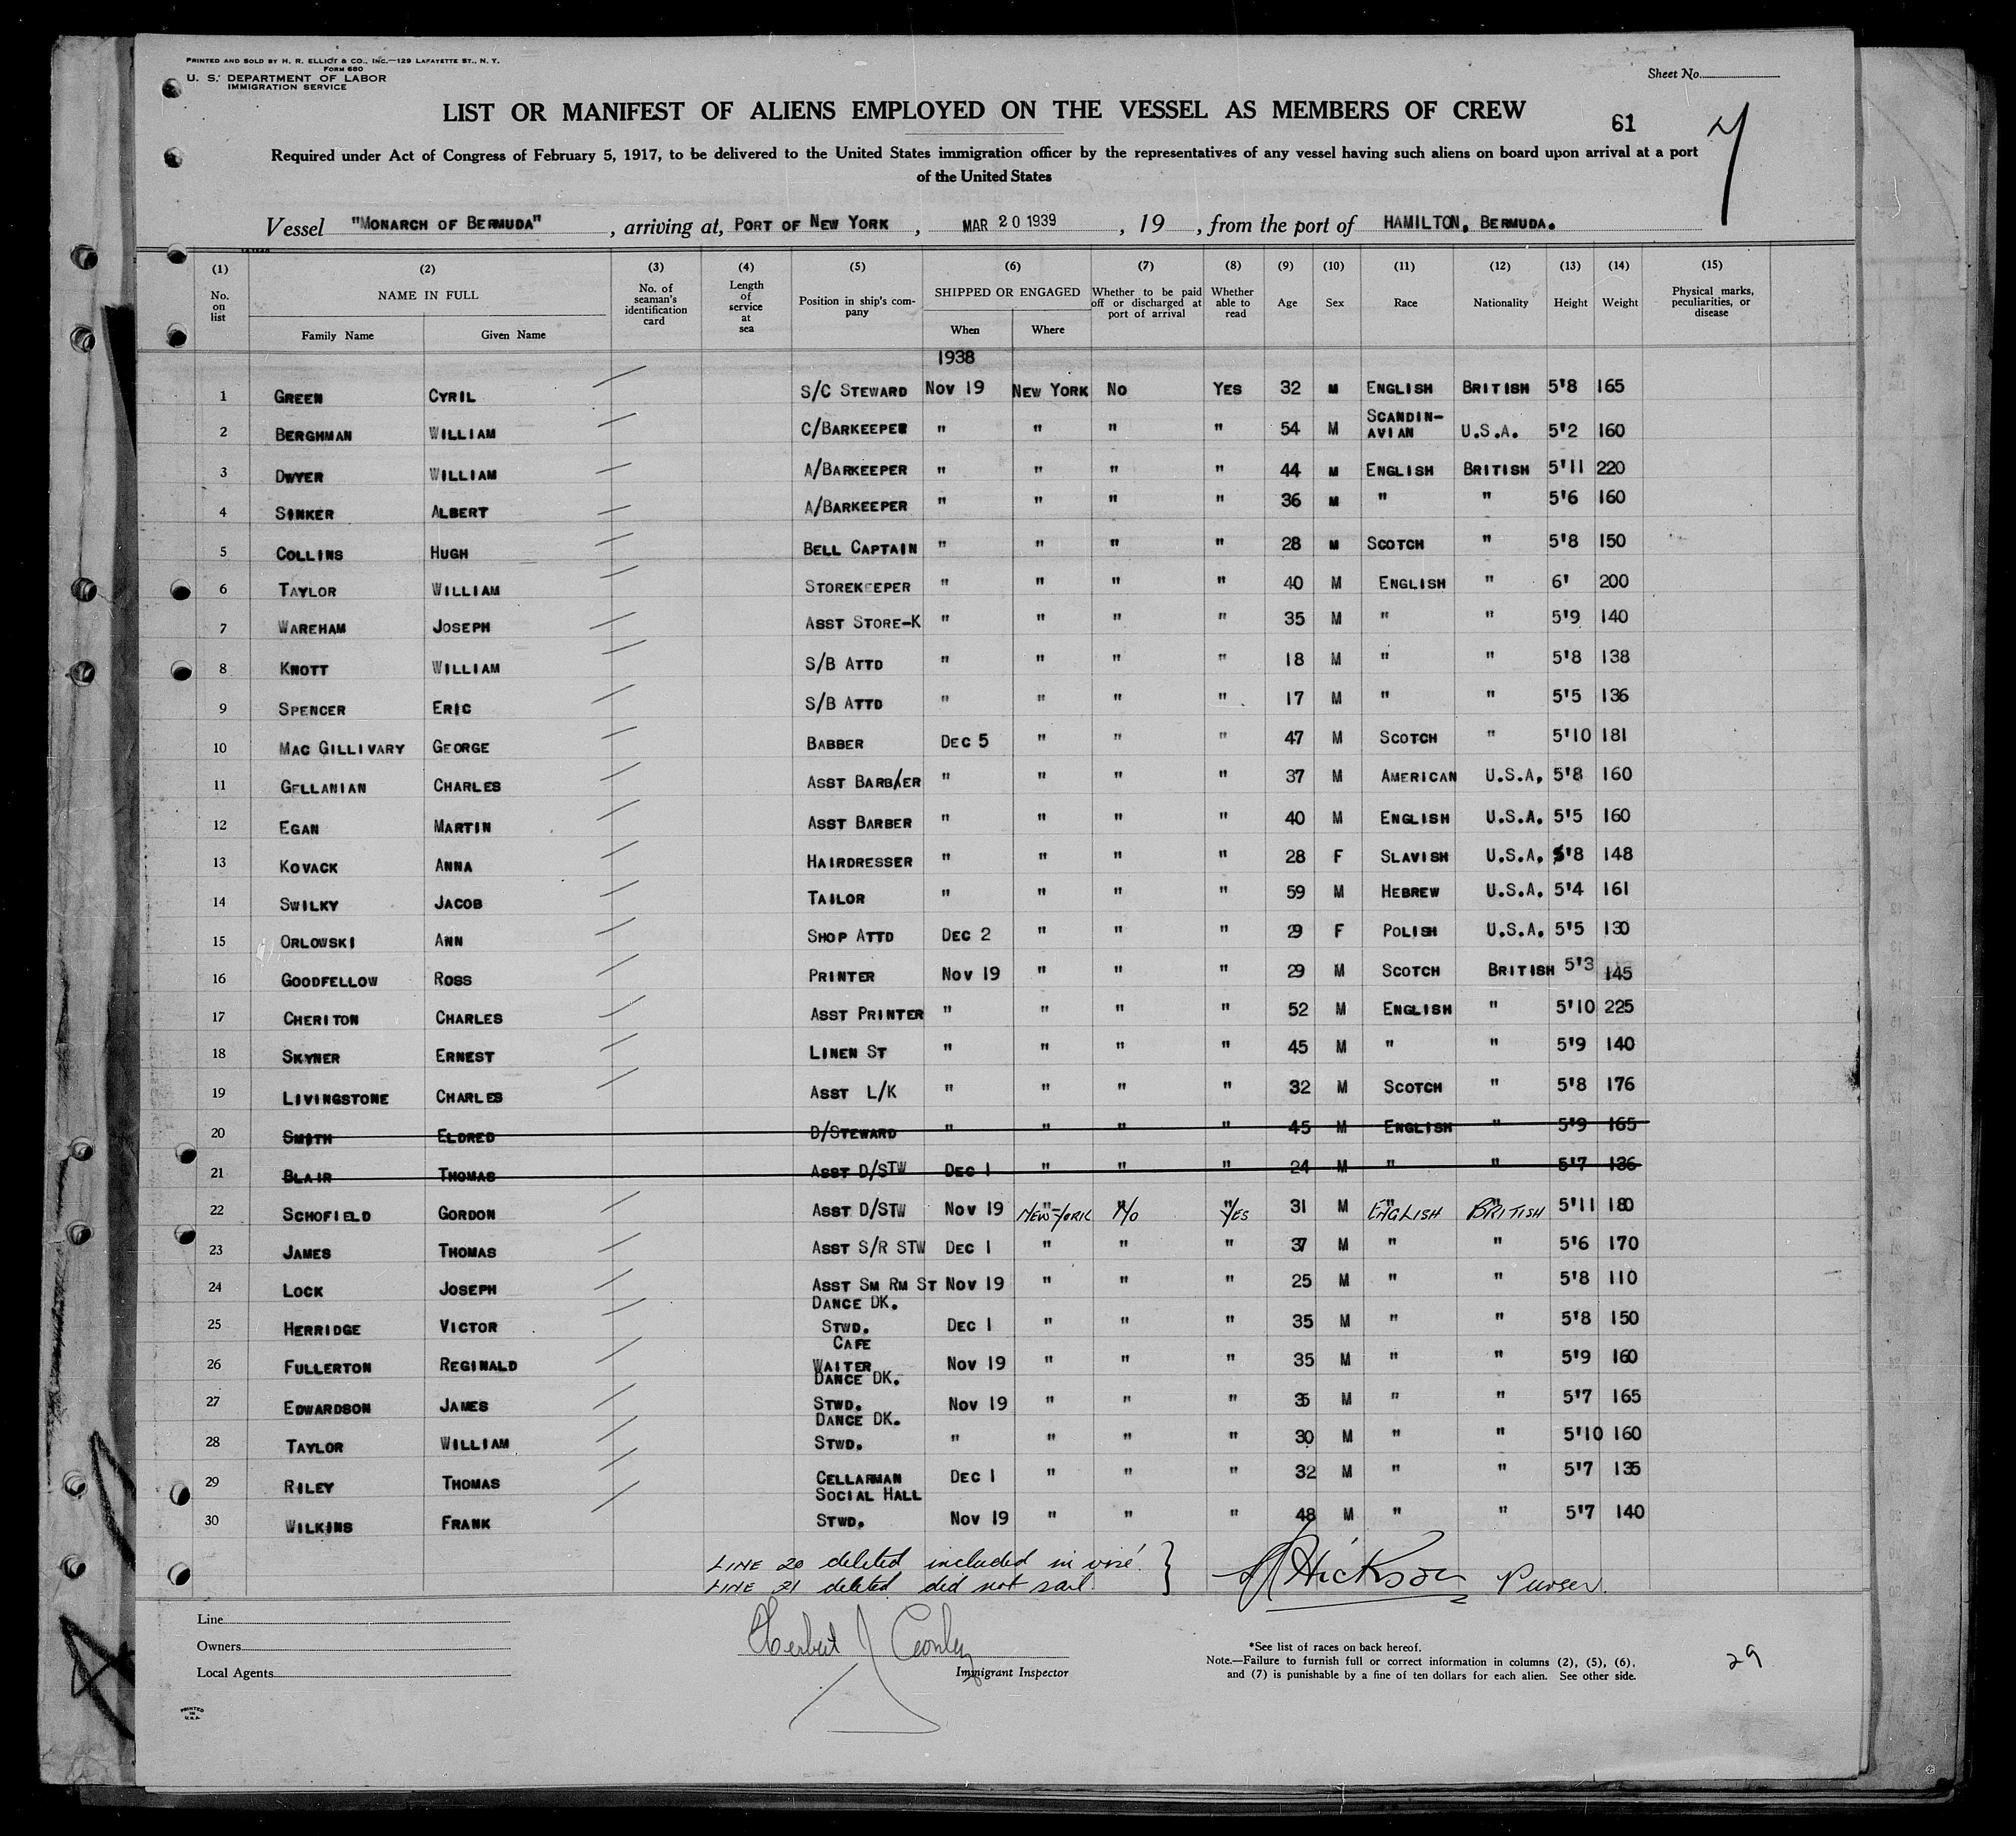 PRINTED AND SOLD BY H. R. ELLIOT & CO., INC.—129 LAFAYETTE ST., N. Y.
FORM 680
U. S. DEPARTMENT OF LABOR
IMMIGRATION SERVICE
Sheet No.
LIST OR MANIFEST OF ALIENS EMPLOYED ON THE VESSEL AS MEMBERS OF CREW
61
Required under Act of Congress of February 5, 1917, to be delivered to the United States immigration officer by the representatives of any vessel having such aliens on board upon arrival at a port
of the United States
Vessel "MONARCH OF BERMUDA", arriving at, PORT OF NEW YORK, MAR 20 1939, 19 , from the port of HAMILTON, BERMUDA.
(1) (2) (3) (4) (5) (6) (7) (8) (9) (10) (11) (12) (13) (14) (15)
No. on list NAME IN FULL Family Name Given Name No. of seaman's identification card Length of service at sea Position in ship's company SHIPPED OR ENGAGED When Where Whether to be paid off or discharged at port of arrival Whether able to read Age Sex Race Nationality Height Weight Physical marks, peculiarities, or disease
1938
1 GREEN CYRIL S/C STEWARD NOV 19 NEW YORK NO YES 32 M ENGLISH BRITISH 5'8 165
2 BERGHMAN WILLIAM C/BARKEEPER " " " " 54 M SCANDIN-AVIAN U.S.A. 5'2 160
3 DWYER WILLIAM A/BARKEEPER " " " " 44 M ENGLISH BRITISH 5'11 220
4 SINKER ALBERT A/BARKEEPER " " " " 36 M " " 5'6 160
5 COLLINS HUGH BELL CAPTAIN " " " " 28 M SCOTCH " 5'8 150
6 TAYLOR WILLIAM STOREKEEPER " " " " 40 M ENGLISH " 6' 200
7 WAREHAM JOSEPH ASST STORE-K " " " " 35 M " " 5'9 140
8 KNOTT WILLIAM S/B ATTD " " " " 18 M " " 5'8 138
9 SPENCER ERIC S/B ATTD " " " " 17 M " " 5'5 136
10 MAC GILLIVARY GEORGE BABBER DEC 5 " " " 47 M SCOTCH " 5'10 181
11 GELLANIAN CHARLES ASST BARB/ER " " " " 37 M AMERICAN U.S.A. 5'8 160
12 EGAN MARTIN ASST BARBER " " " " 40 M ENGLISH U.S.A. 5'5 160
13 KOVACK ANNA HAIRDRESSER " " " " 28 F SLAVISH U.S.A. 5'8 148
14 SWILKY JACOB TAILOR " " " " 59 M HEBREW U.S.A. 5'4 161
15 ORLOWSKI ANN SHOP ATTD DEC 2 " " " 29 F POLISH U.S.A. 5'5 130
16 GOODFELLOW ROSS PRINTER NOV 19 " " " 29 M SCOTCH BRITISH 5'3 145
17 CHERITON CHARLES ASST PRINTER " " " " 52 M ENGLISH " 5'10 225
18 SKYNER ERNEST LINEN ST " " " " 45 M " " 5'9 140
19 LIVINGSTONE CHARLES ASST L/K " " " " 32 M SCOTCH " 5'8 176
20 SMITH ELDRED D/STEWARD " " " " 45 M ENGLISH " 5'9 165
21 BLAIR THOMAS ASST D/STW DEC 1 " " " 24 M " " 5'7 136
22 SCHOFIELD GORDON ASST D/STW NOV 19 NEW-YORK NO YES 31 M ENGLISH BRITISH 5'11 180
23 JAMES THOMAS ASST S/R STW DEC 1 " " " 37 M " " 5'6 170
24 LOCK JOSEPH ASST SM RM ST NOV 19 " " " 25 M " " 5'8 110
25 HERRIDGE VICTOR DANCE DK. STWD. DEC 1 " " " 35 M " " 5'8 150
26 FULLERTON REGINALD CAFE WAITER NOV 19 " " " 35 M " " 5'9 160
27 EDWARDSON JAMES DANCE DK. STWD. NOV 19 " " " 35 M " " 5'7 165
28 TAYLOR WILLIAM DANCE DK. STWD. " " " " 30 M " " 5'10 160
29 RILEY THOMAS CELLARMAN DEC 1 " " " 32 M " " 5'7 135
30 WILKINS FRANK SOCIAL HALL STWD. NOV 19 " " " 48 M " " 5'7 140
LINE 20 deleted included in visé }
LINE 21 deleted did not sail. Hickson Purser.
Line
Owners
Local Agents
Herbert J
Immigrant Inspector
*See list of races on back hereof.
Note.—Failure to furnish full or correct information in columns (2), (5), (6), and (7) is punishable by a fine of ten dollars for each alien. See other side.
29
PRINTED IN U.S.A.